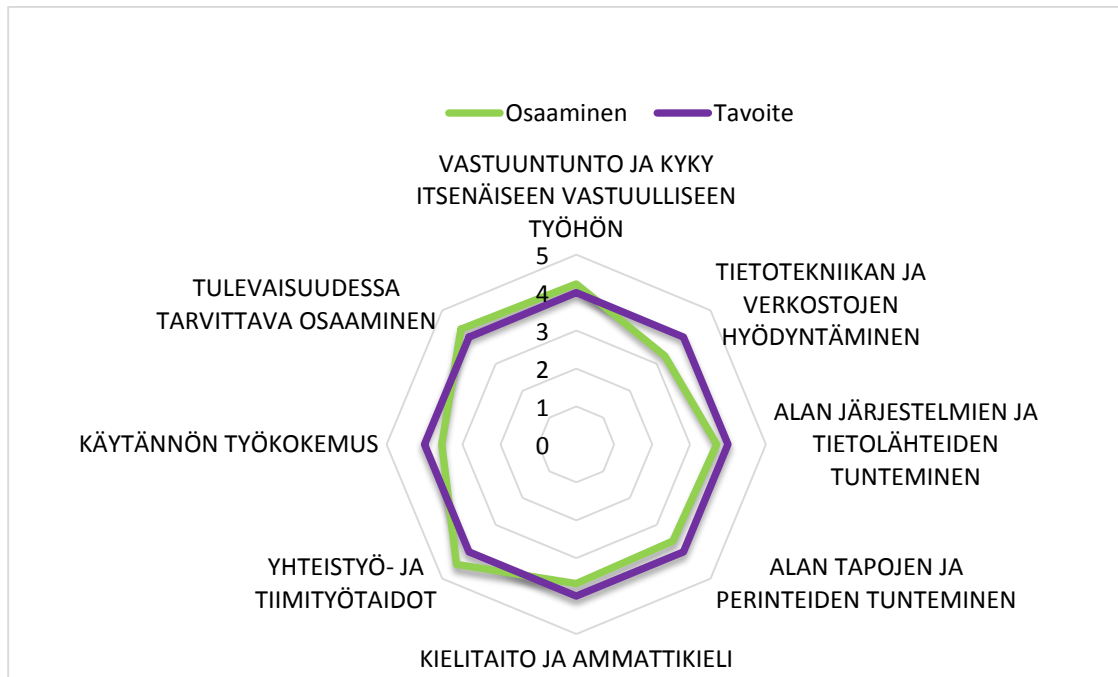 Osaaminen
Tavoite
VASTUUNTUNTO JA KYKY
ITSENÄISEEN VASTUULLISEEN
TYÖHÖN
TIETOTEKNIIKAN JA
VERKOSTOJEN
HYÖDYNTÄMINEN
ALAN JÄRJESTELMIEN JA
TIETOLÄHTEIDEN
TUNTEMINEN
ALAN TAPOJEN JA
PERINTEIDEN TUNTEMINEN
KIELITAITO JA AMMATTIKIELI
YHTEISTYÖ- JA
TIIMITYÖTAIDOT
KÄYTÄNNÖN TYÖKOKEMUS
TULEVAISUUDESSA
TARVITTAVA OSAAMINEN
5
4
3
2
1
0